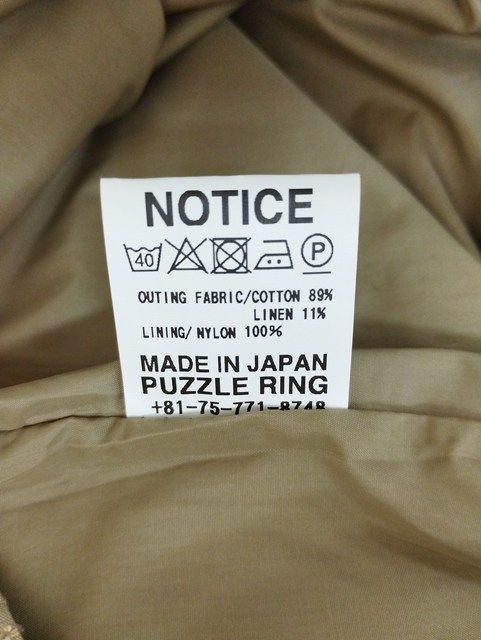 NOTICE
40 P
OUTING FABRIC/COTTON 89%
LINEN 11%
LINING/NYLON 100%
MADE IN JAPAN
PUZZLE RING
+81-75-771-8748